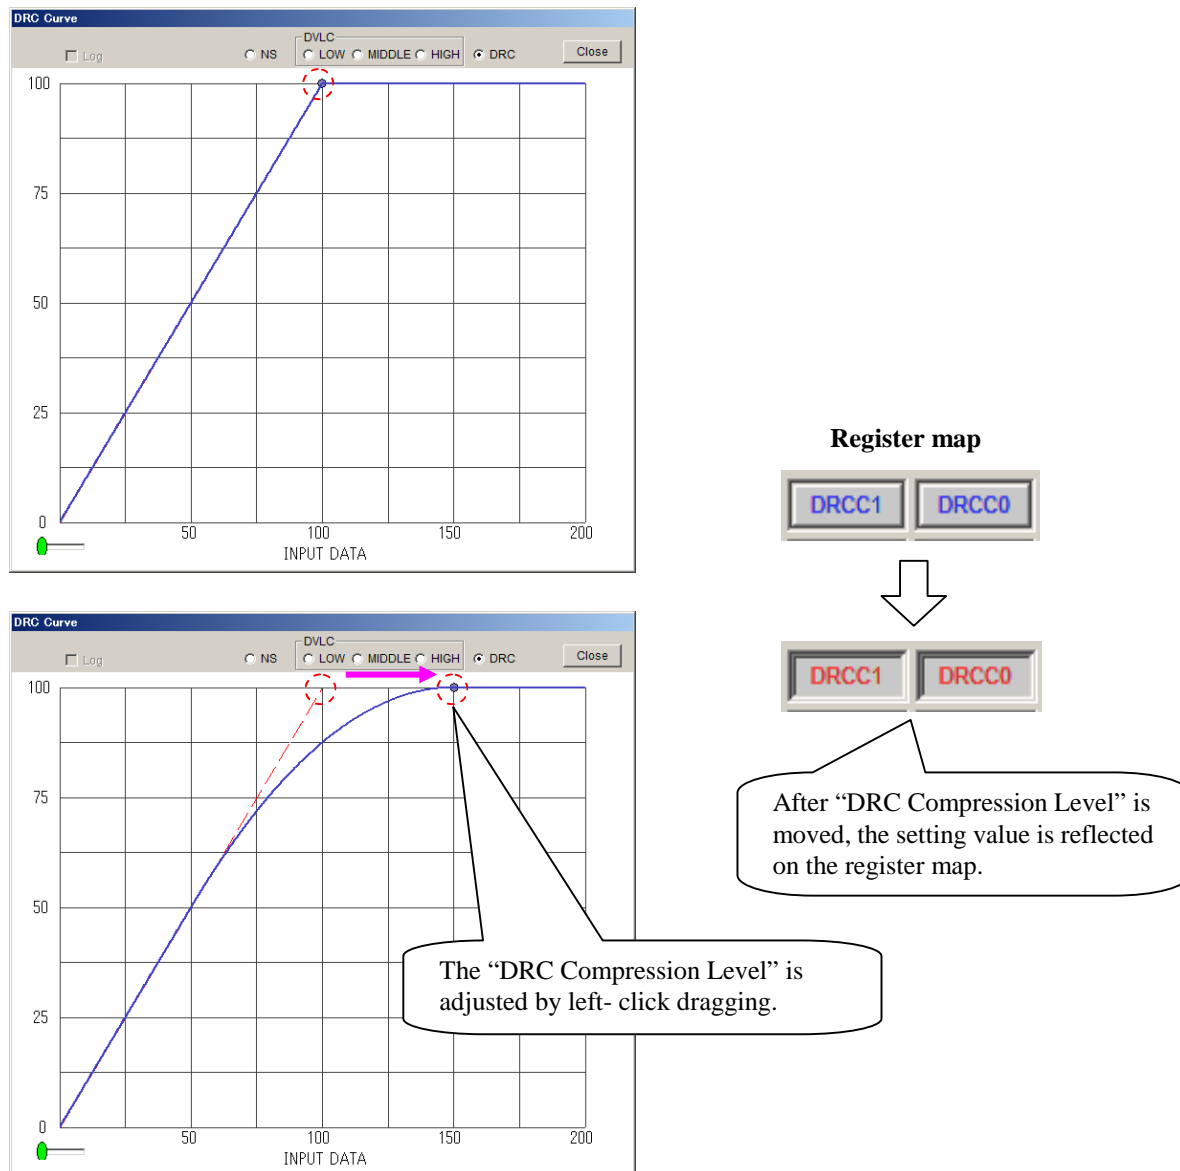 DRC Curve
DVLC
Log NS LOW MIDDLE HIGH DRC Close
100
75
50
25
0
50 100 150 200
INPUT DATA
Register map
DRCC1 DRCC0
DRC Curve
DVLC
Log NS LOW MIDDLE HIGH DRC Close
100
75
50
25
0
50 100 150 200
INPUT DATA
DRCC1 DRCC0
After “DRC Compression Level” is
moved, the setting value is reflected
on the register map.
The “DRC Compression Level” is
adjusted by left- click dragging.